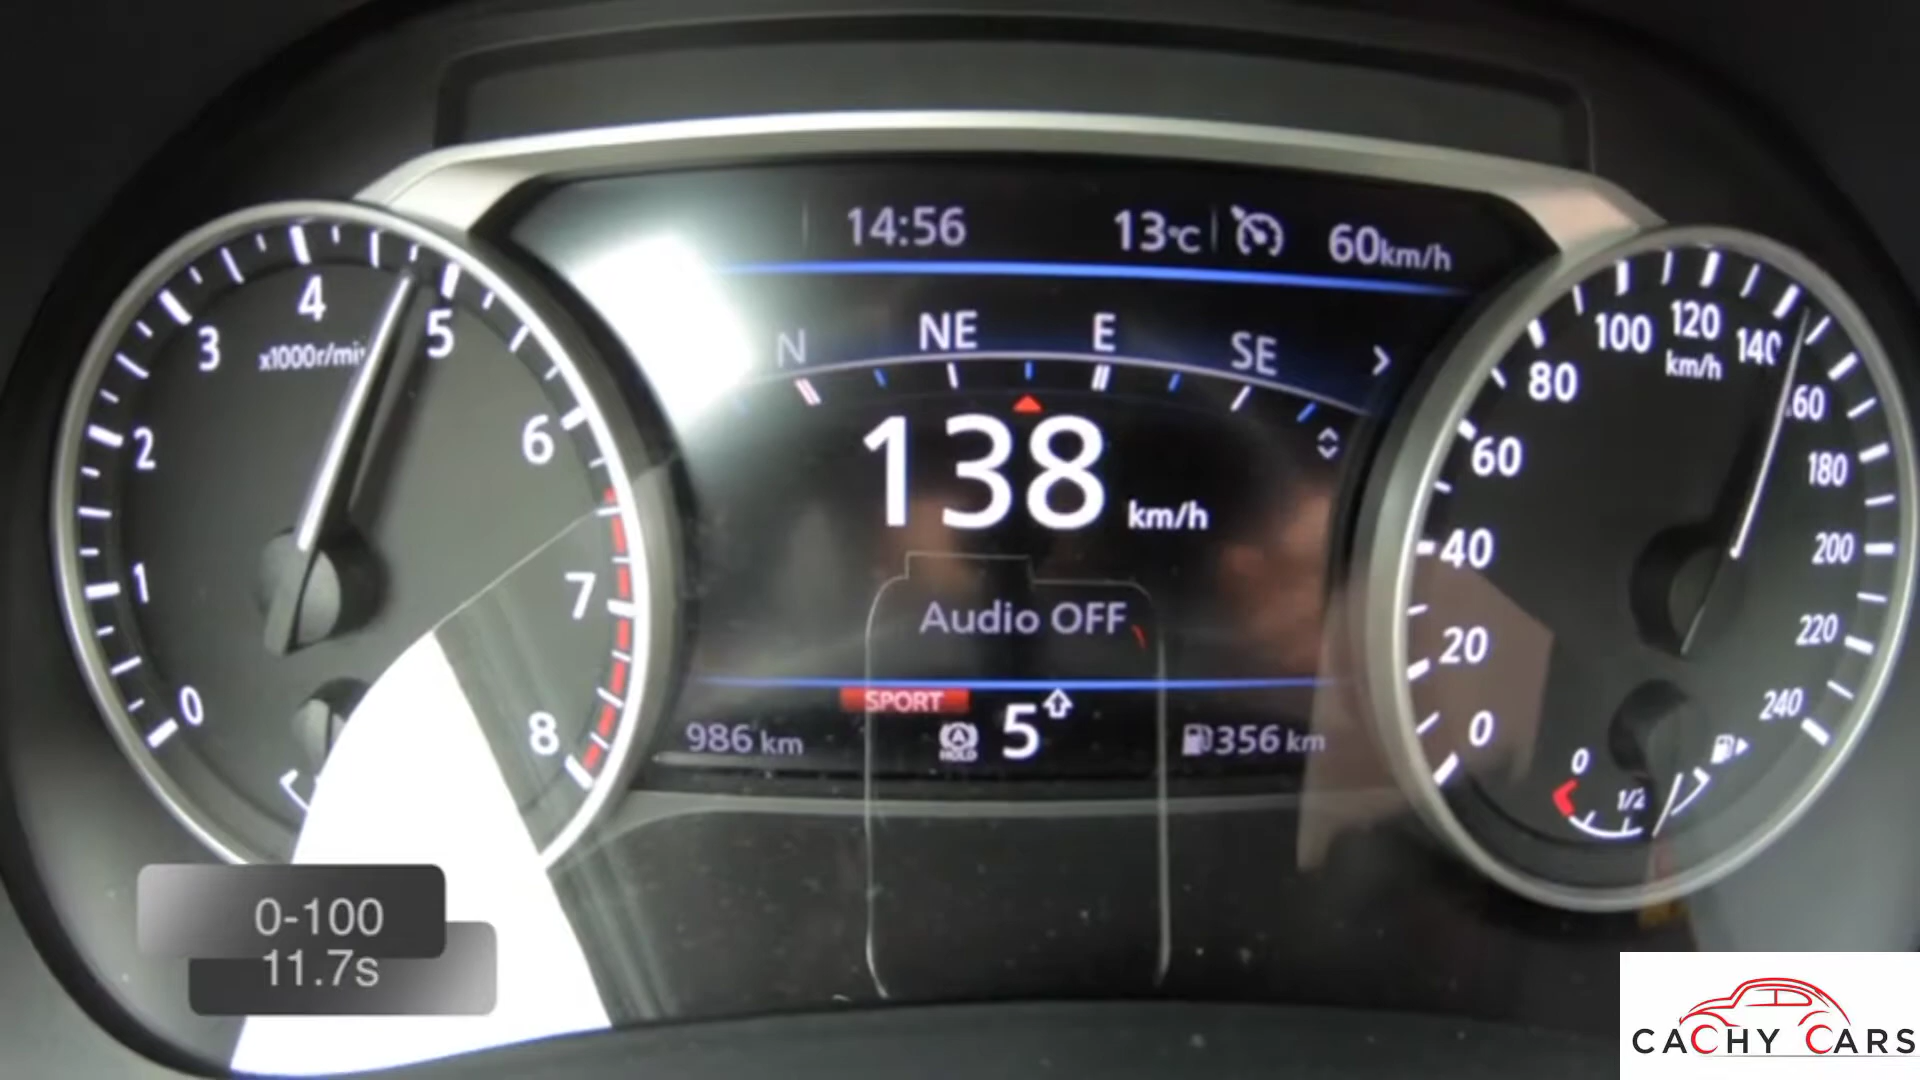 14:56
13°C
60km/h
N NE E SE
138 km/h
Audio OFF
SPORT
986 km
A
HOLD
5
356 km
0 1 2 3 4 5 6 7 8
x1000r/min
0 20 40 60 80 100 120 140 160 180 200 220 240
km/h
0 1/2
0-100
11.7s
CACHY CARS